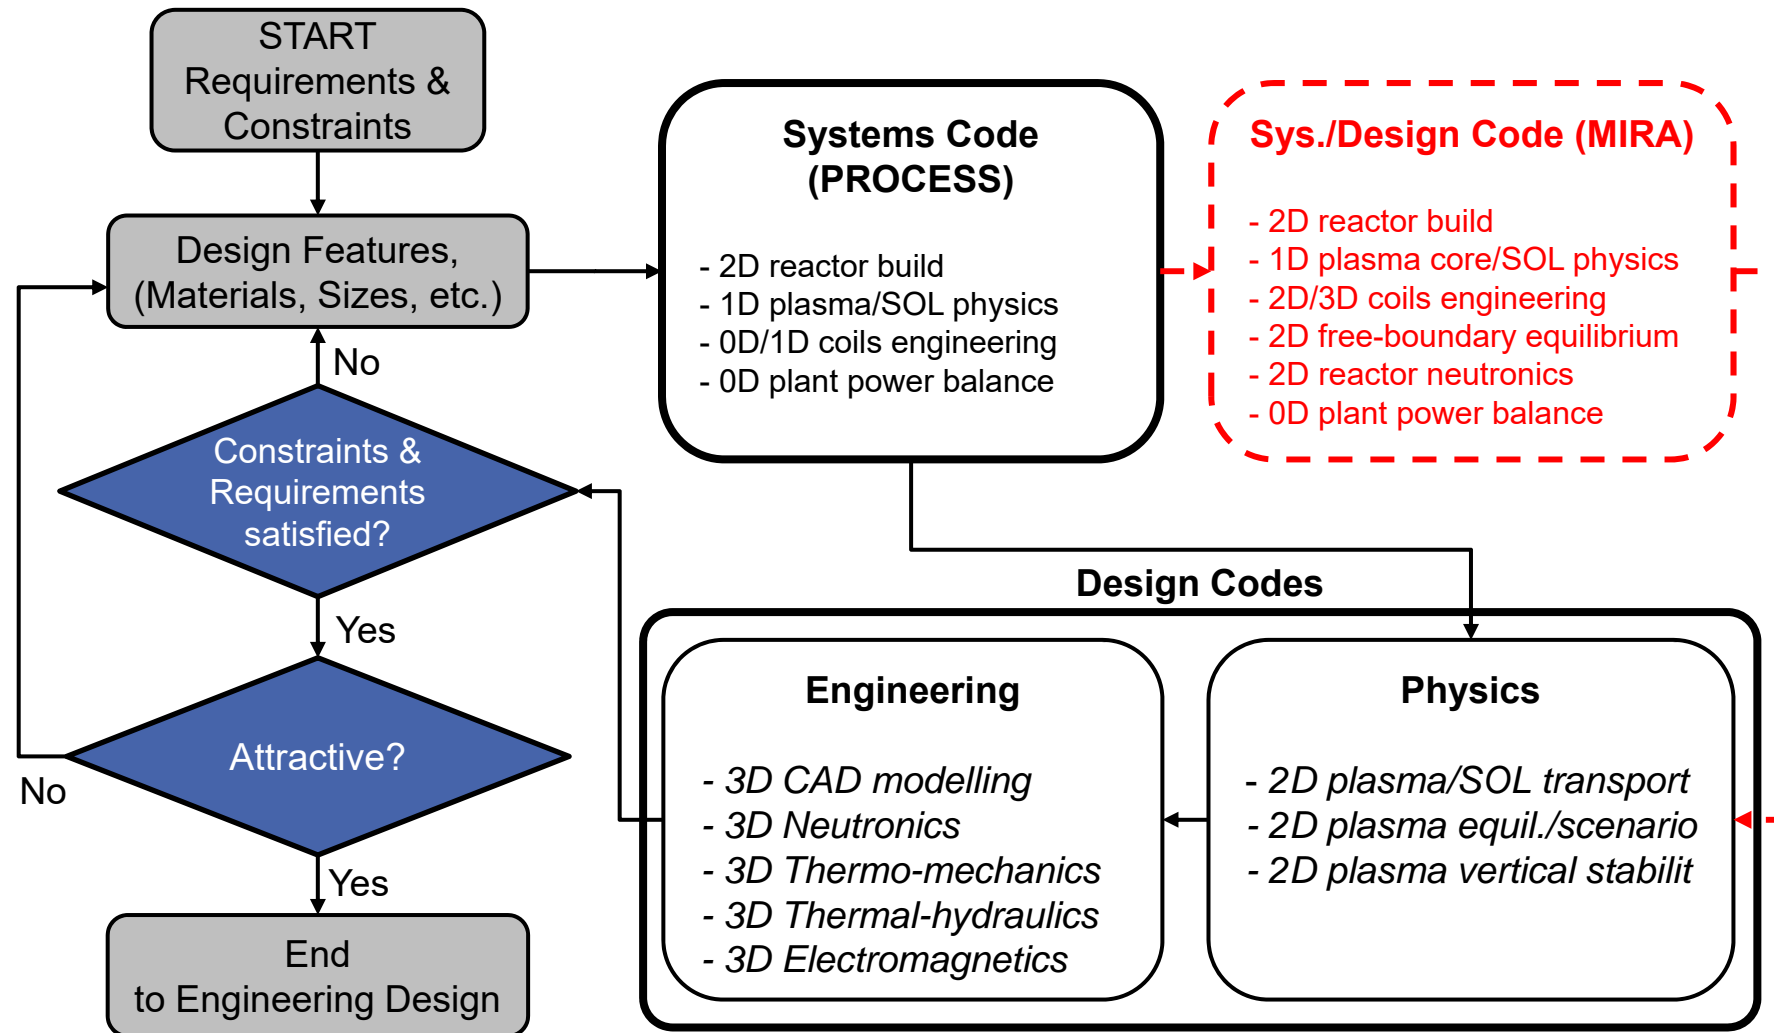 START
Requirements &
Constraints
Design Features,
(Materials, Sizes, etc.)
No
Constraints &
Requirements
satisfied?
Yes
Attractive?
No
Yes
End
to Engineering Design
Systems Code
(PROCESS)
- 2D reactor build
- 1D plasma/SOL physics
- 0D/1D coils engineering
- 0D plant power balance
Sys./Design Code (MIRA)
- 2D reactor build
- 1D plasma core/SOL physics
- 2D/3D coils engineering
- 2D free-boundary equilibrium
- 2D reactor neutronics
- 0D plant power balance
Design Codes
Engineering
- 3D CAD modelling
- 3D Neutronics
- 3D Thermo-mechanics
- 3D Thermal-hydraulics
- 3D Electromagnetics
Physics
- 2D plasma/SOL transport
- 2D plasma equil./scenario
- 2D plasma vertical stabilit